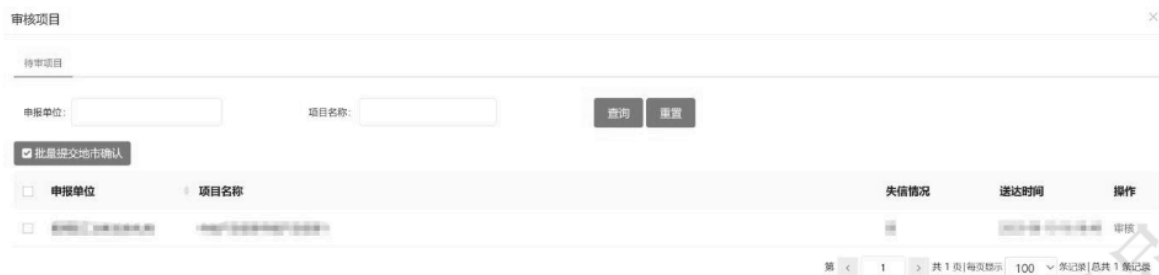 审核项目
待审项目
申报单位: 项目名称: 查询 重置
批量提交地市确认
申报单位 项目名称 失信情况 送达时间 操作
审核
第 < 1 > 共 1 页|每页显示 100 条记录|总共 1 条记录